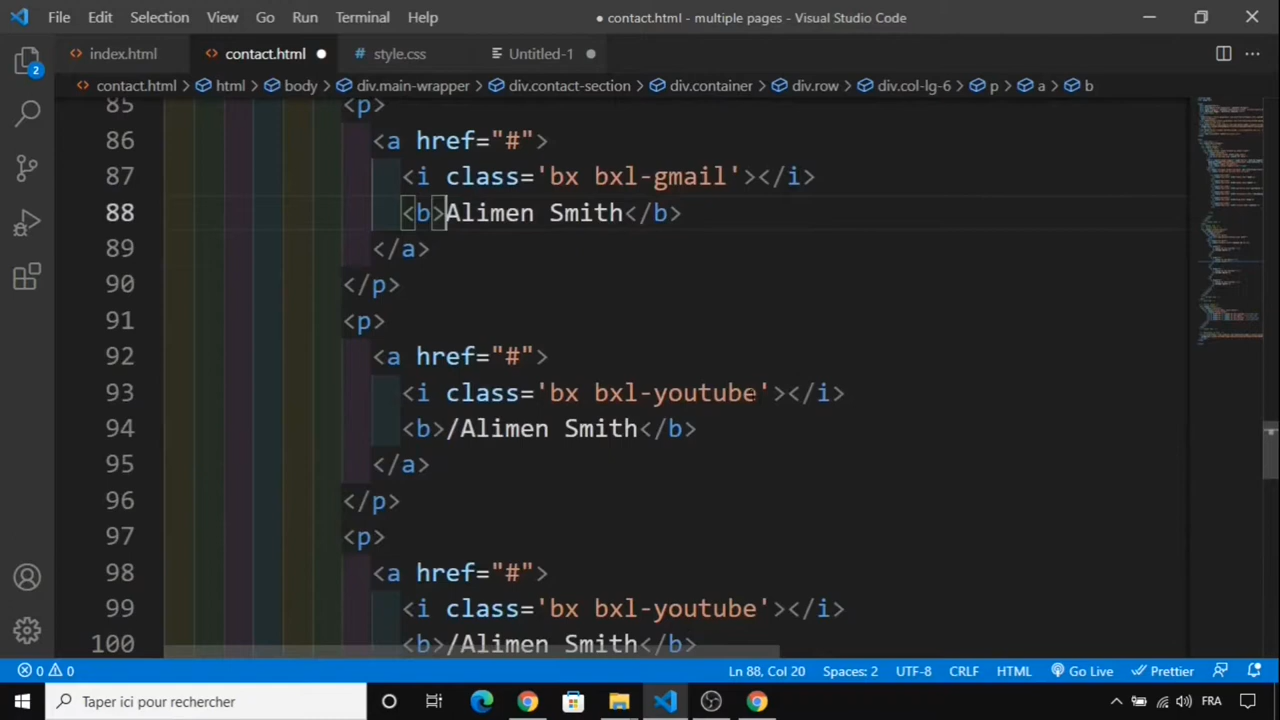 File Edit Selection View Go Run Terminal Help ● contact.html - multiple pages - Visual Studio Code
index.html contact.html style.css Untitled-1
2
contact.html html body div.main-wrapper div.contact-section div.container div.row div.col-lg-6 p a b
85 <p>
86 <a href="#">
87 <i class='bx bxl-gmail'></i>
88 <b>Alimen Smith</b>
89 </a>
90 </p>
91 <p>
92 <a href="#">
93 <i class='bx bxl-youtube'></i>
94 <b>/Alimen Smith</b>
95 </a>
96 </p>
97 <p>
98 <a href="#">
99 <i class='bx bxl-youtube'></i>
100 <b>/Alimen Smith</b>
0 0 Ln 88, Col 20 Spaces: 2 UTF-8 CRLF HTML Go Live Prettier
Taper ici pour rechercher FRA